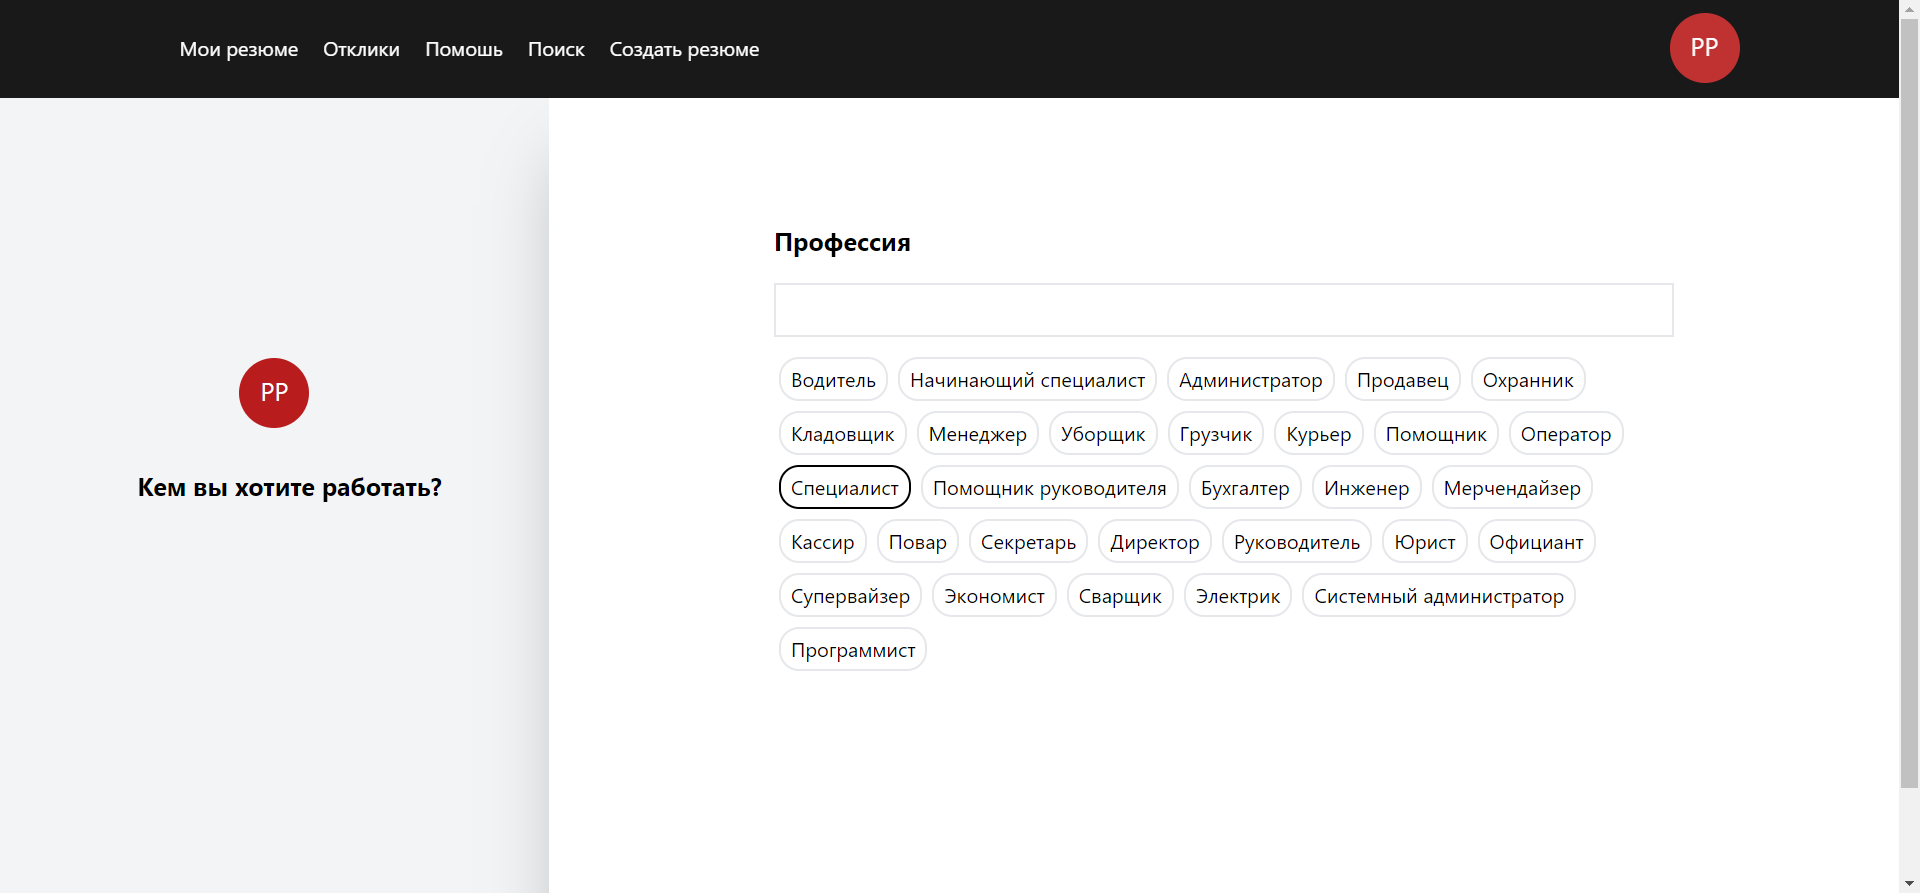 Мои резюме Отклики Помошь Поиск Создать резюме PP
PP
Кем вы хотите работать?
Профессия
Водитель Начинающий специалист Администратор Продавец Охранник
Кладовщик Менеджер Уборщик Грузчик Курьер Помощник Оператор
Специалист Помощник руководителя Бухгалтер Инженер Мерчендайзер
Кассир Повар Секретарь Директор Руководитель Юрист Официант
Супервайзер Экономист Сварщик Электрик Системный администратор
Программист